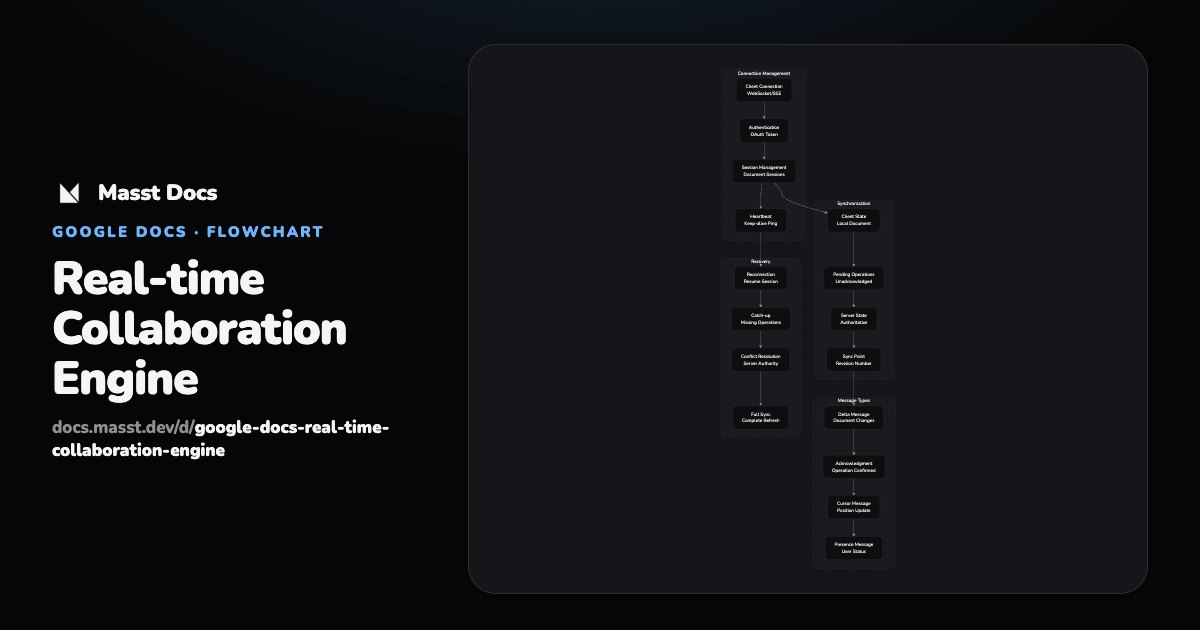 Masst Docs
GOOGLE DOCS · FLOWCHART
Real-time
Collaboration
Engine
docs.masst.dev/d/google-docs-real-time-
collaboration-engine
Connection Management
Client Connection
WebSocket/SSE
Authentication
OAuth Token
Session Management
Document Sessions
Heartbeat
Keep-alive Ping
Synchronization
Client State
Local Document
Recovery
Reconnection
Resume Session
Pending Operations
Unacknowledged
Catch-up
Missing Operations
Server State
Authoritative
Conflict Resolution
Server Authority
Sync Point
Revision Number
Full Sync
Complete Refresh
Message Types
Delta Message
Document Changes
Acknowledgment
Operation Confirmed
Cursor Message
Position Update
Presence Message
User Status